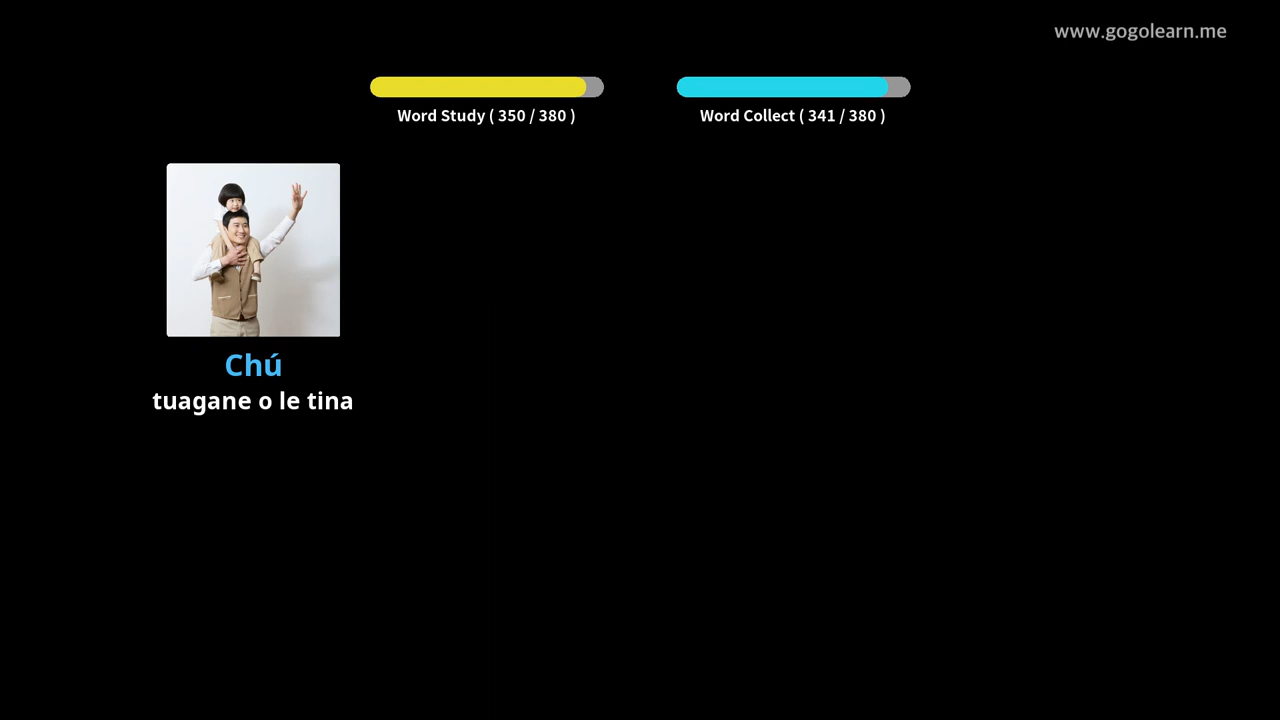 www.gogolearn.me
Word Study ( 350 / 380 )
Word Collect ( 341 / 380 )
Chú
tuagane o le tina